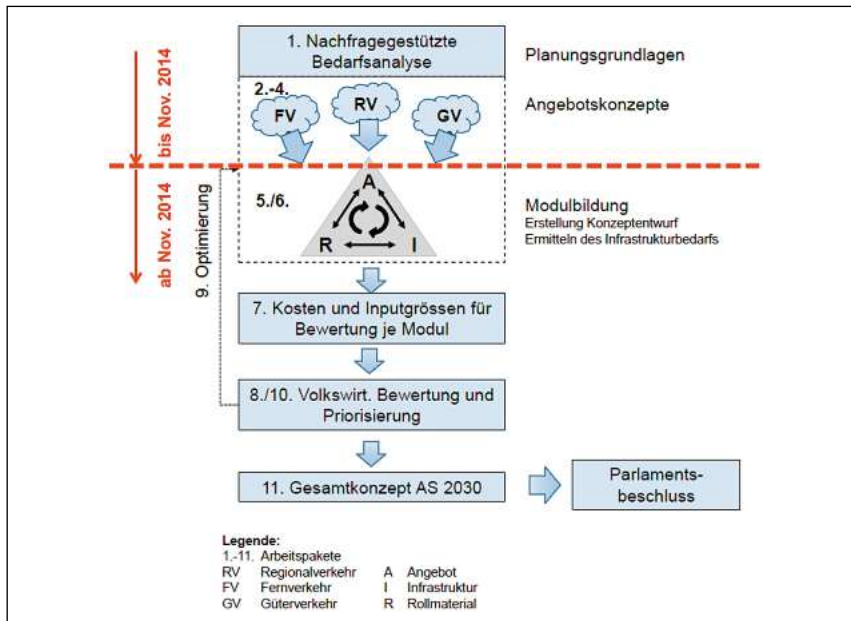 1. Nachfragegestützte
Bedarfsanalyse
Planungsgrundlagen
bis Nov. 2014
2.-4.
FV
RV
GV
Angebotskonzepte
ab Nov. 2014
9. Optimierung
5./6.
A
R
I
Modulbildung
Erstellung Konzeptentwurf
Ermitteln des Infrastrukturbedarfs
7. Kosten und Inputgrössen für
Bewertung je Modul
8./10. Volkswirt. Bewertung und
Priorisierung
11. Gesamtkonzept AS 2030
Parlaments-
beschluss
Legende:
1.-11. Arbeitspakete
RV Regionalverkehr A Angebot
FV Fernverkehr I Infrastruktur
GV Güterverkehr R Rollmaterial